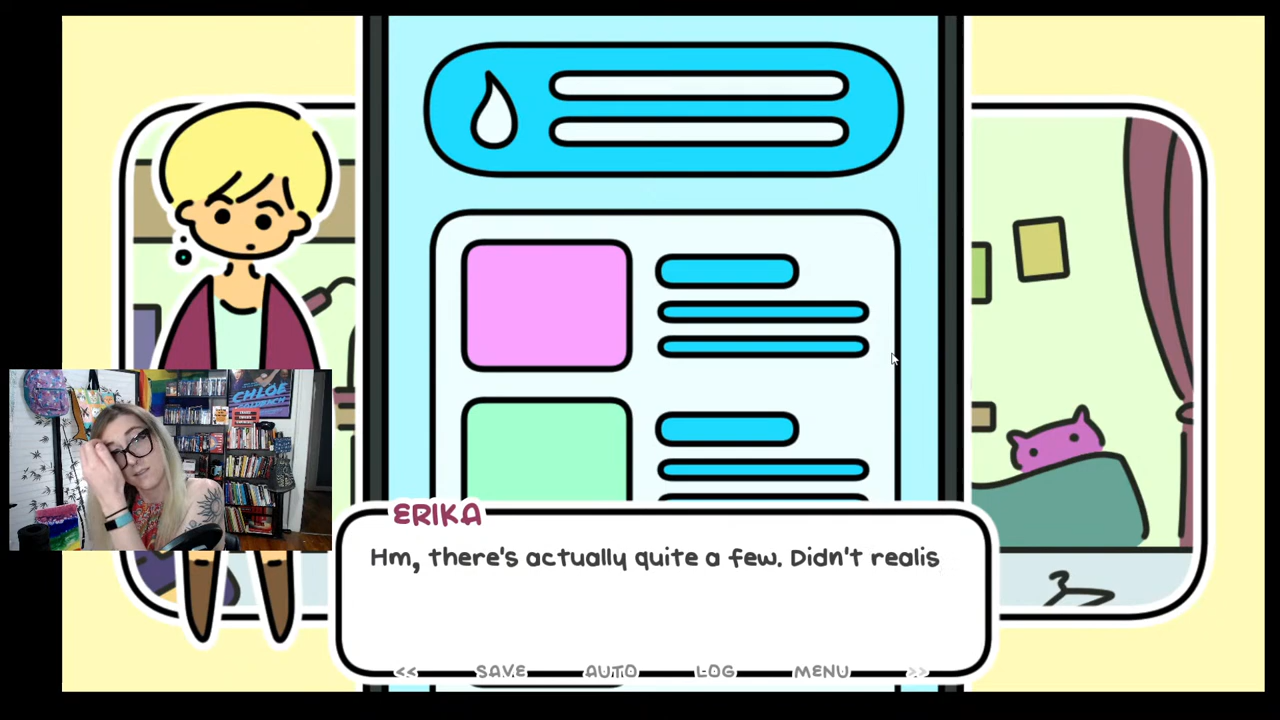 CHLOE
ERIKA
Hm, there's actually quite a few. Didn't realis
<< SAVE AUTO LOG MENU >>